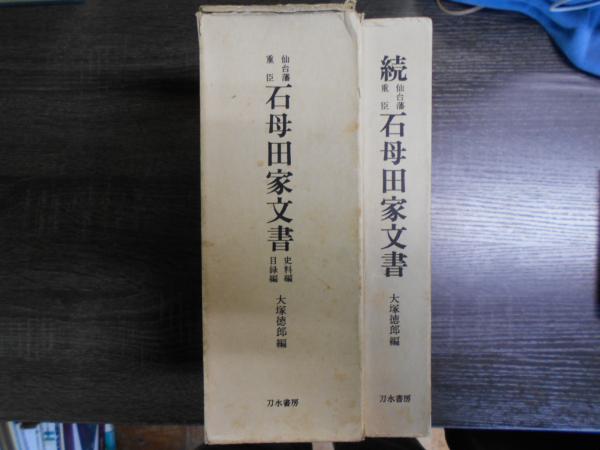 仙台藩
重臣
石母田家文書
史料編
目録編
大塚徳郎編
刀水書房
続
仙台藩
重臣
石母田家文書
大塚徳郎編
刀水書房